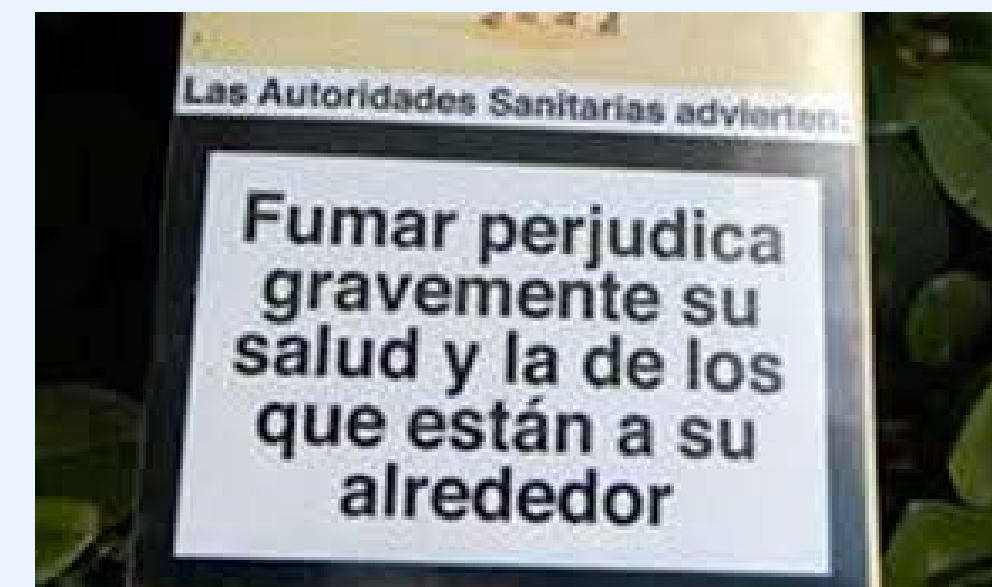 Las Autoridades Sanitarias advierten:
Fumar perjudica
gravemente su
salud y la de los
que están a su
alrededor